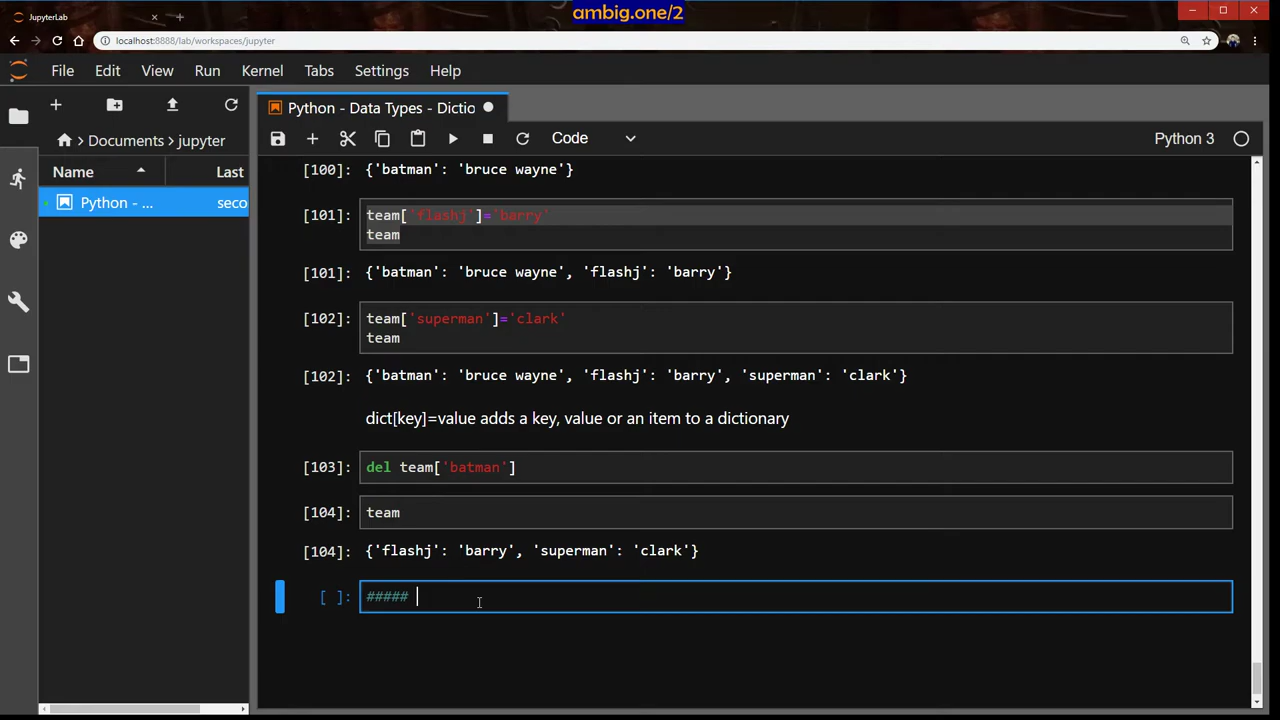 ambig.one/2
JupyterLab
localhost:8888/lab/workspaces/jupyter
File Edit View Run Kernel Tabs Settings Help
Python - Data Types - Dictio
Documents > jupyter
Code
Python 3
Name Last
Python - ... seco
[100]: {'batman': 'bruce wayne'}
[101]: team['flashj']='barry'
team
[101]: {'batman': 'bruce wayne', 'flashj': 'barry'}
[102]: team['superman']='clark'
team
[102]: {'batman': 'bruce wayne', 'flashj': 'barry', 'superman': 'clark'}
dict[key]=value adds a key, value or an item to a dictionary
[103]: del team['batman']
[104]: team
[104]: {'flashj': 'barry', 'superman': 'clark'}
[ ]: #####